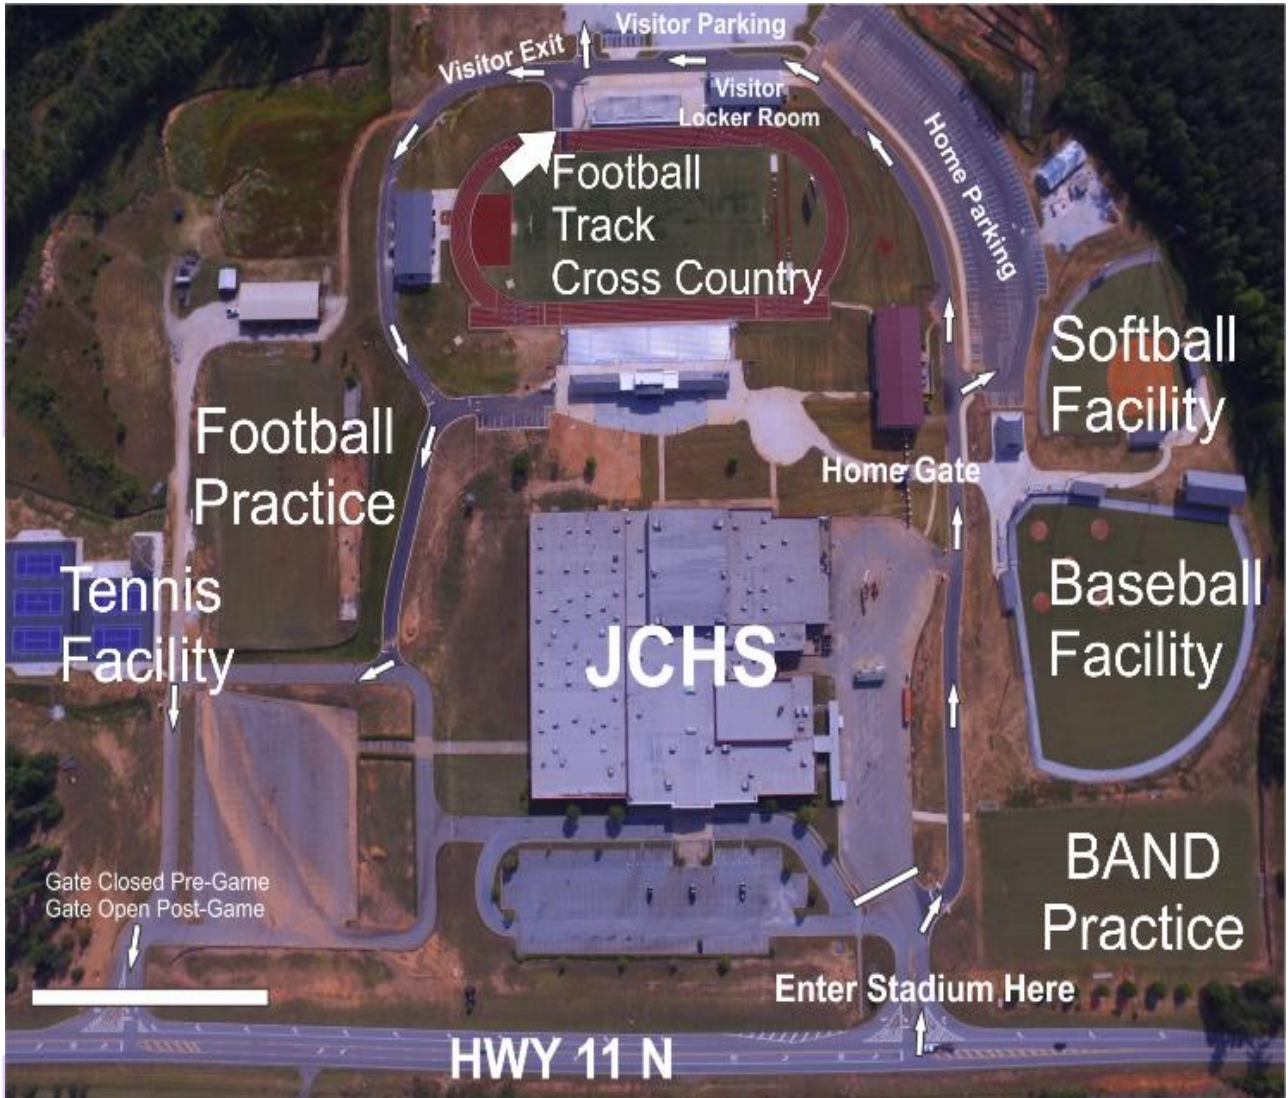 Visitor Parking
Visitor Exit
Visitor
Locker Room
Home Parking
Football
Track
Cross Country
Softball
Facility
Football
Practice
Home Gate
Tennis
Facility
Baseball
Facility
JCHS
BAND
Practice
Gate Closed Pre-Game
Gate Open Post-Game
Enter Stadium Here
HWY 11 N